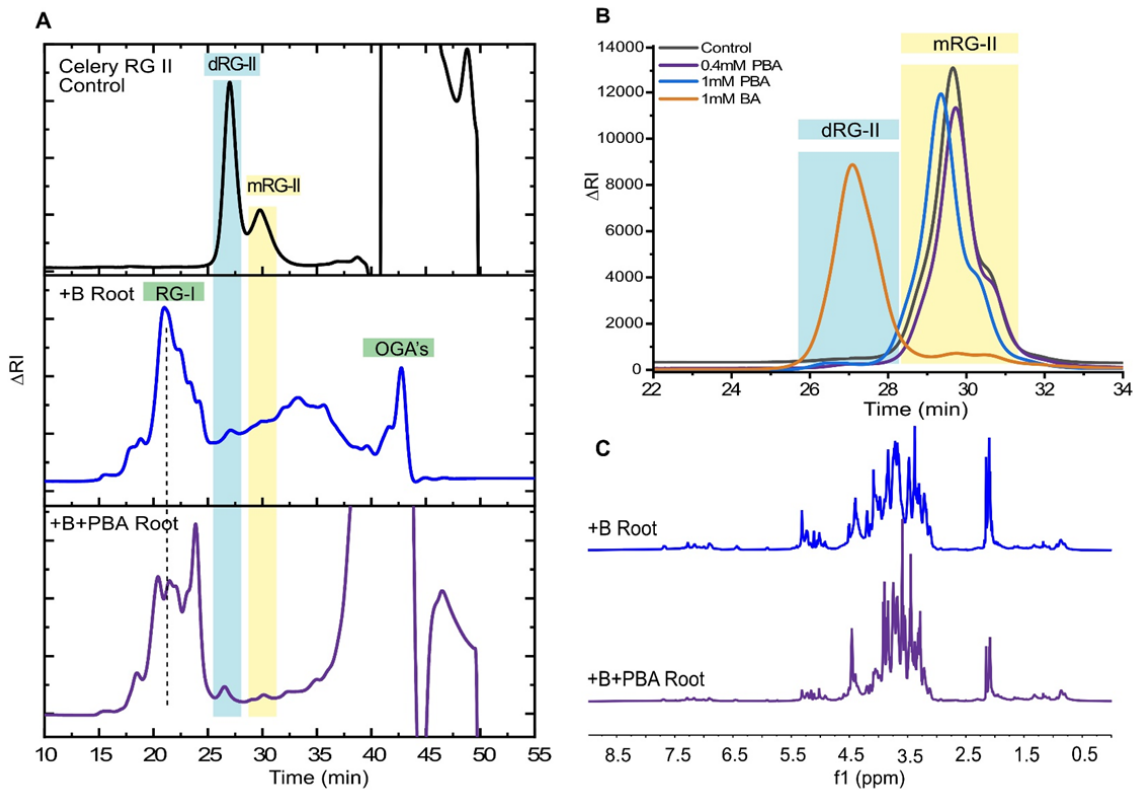 A
Celery RG II
Control
dRG-II
mRG-II
+B Root
RG-I
OGA's
+B+PBA Root
ΔRI
10 15 20 25 30 35 40 45 50 55
Time (min)
B
Control
0.4mM PBA
1mM PBA
1mM BA
dRG-II
mRG-II
14000
12000
10000
8000
6000
4000
2000
0
ΔRI
22 24 26 28 30 32 34
Time (min)
C
+B Root
+B+PBA Root
8.5 7.5 6.5 5.5 4.5 3.5 2.5 1.5 0.5
f1 (ppm)